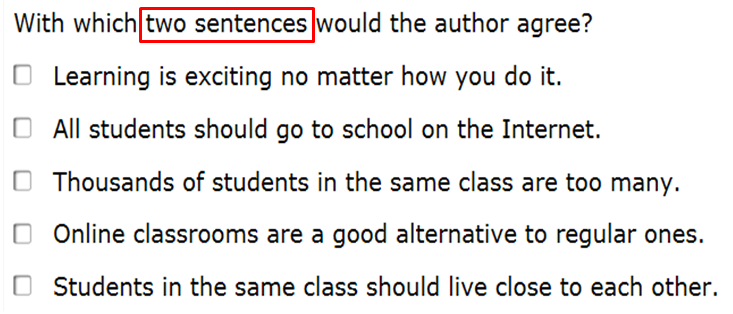 With which two sentences would the author agree?
Learning is exciting no matter how you do it.
All students should go to school on the Internet.
Thousands of students in the same class are too many.
Online classrooms are a good alternative to regular ones.
Students in the same class should live close to each other.